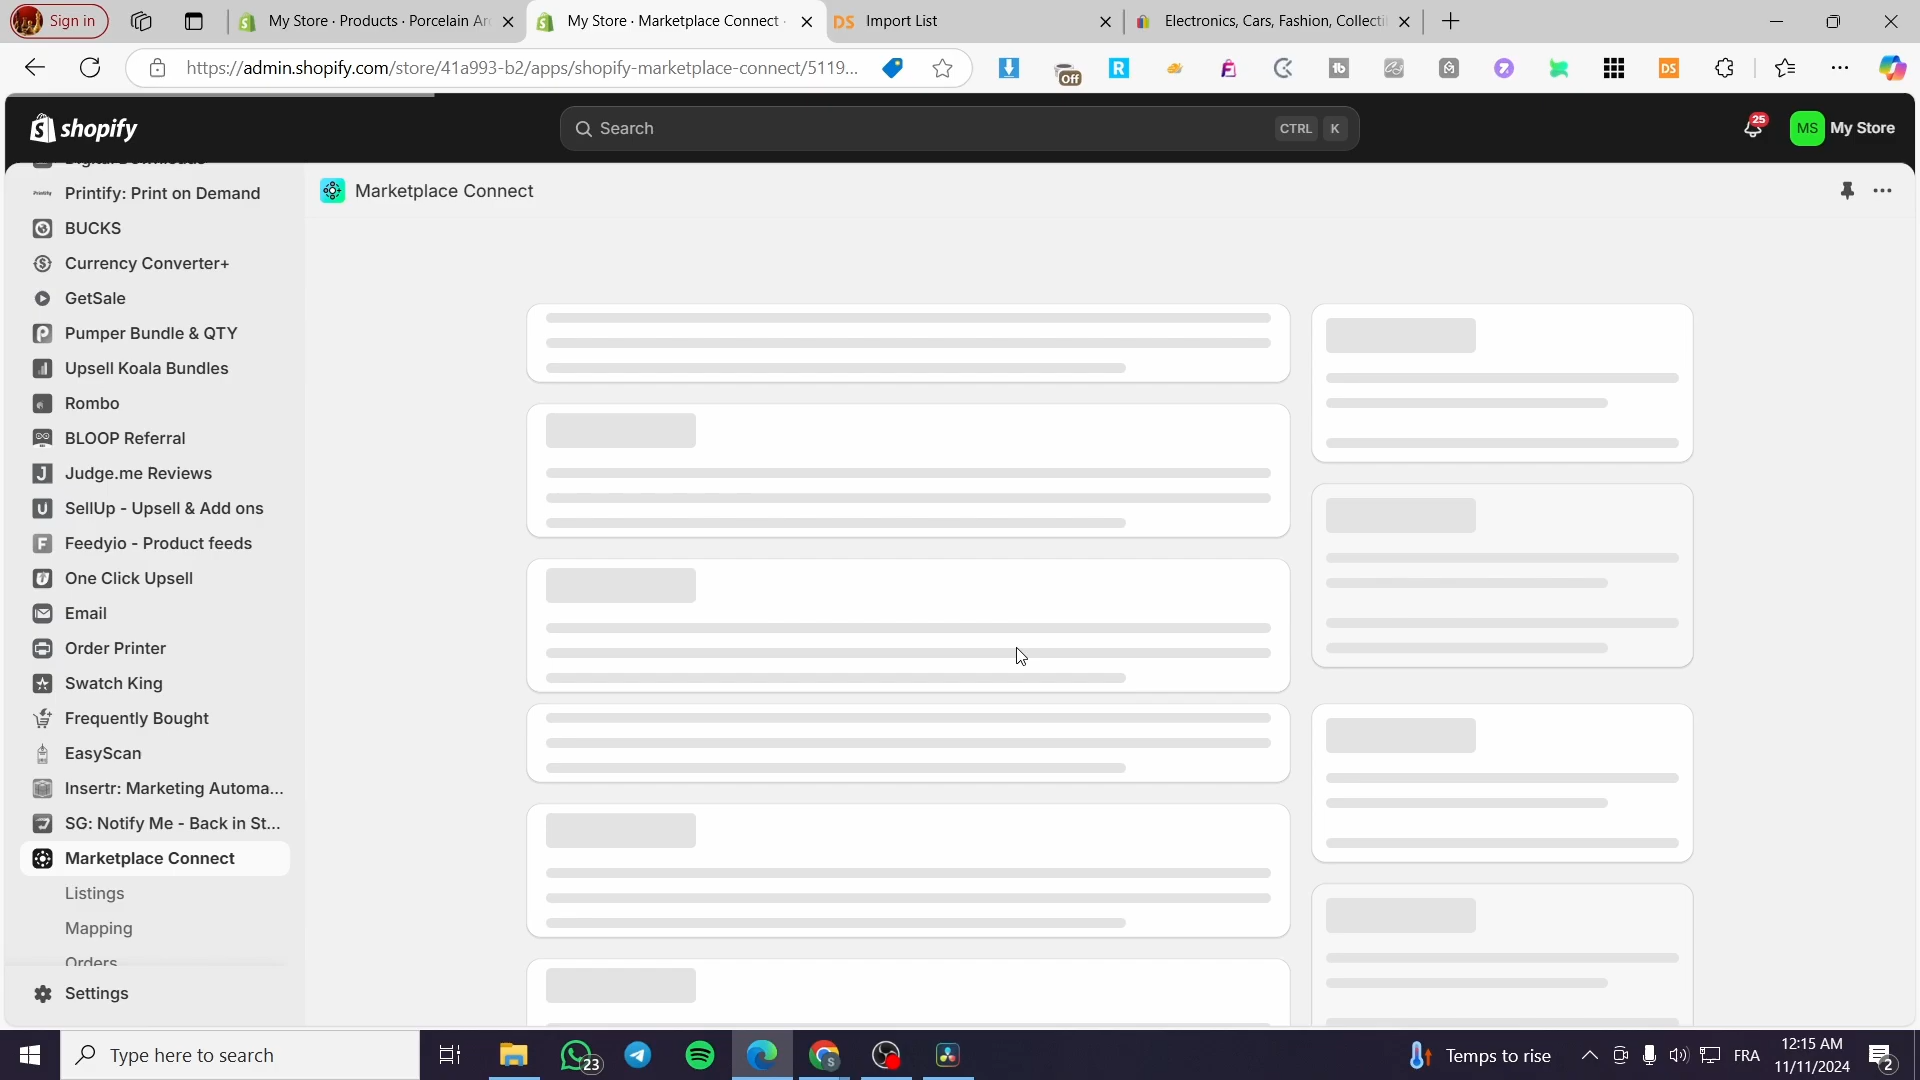 Sign in
My Store · Products · Porcelain Ar
My Store · Marketplace Connect ·
DS Import List
Electronics, Cars, Fashion, Collecti
https://admin.shopify.com/store/41a993-b2/apps/shopify-marketplace-connect/5119...
Off
R
tb
DS
shopify
Search
CTRL K
25
MS My Store
Marketplace Connect
Printify: Print on Demand
BUCKS
Currency Converter+
GetSale
Pumper Bundle & QTY
Upsell Koala Bundles
Rombo
BLOOP Referral
Judge.me Reviews
SellUp - Upsell & Add ons
Feedyio - Product feeds
One Click Upsell
Email
Order Printer
Swatch King
Frequently Bought
EasyScan
Insertr: Marketing Automa...
SG: Notify Me - Back in St...
Marketplace Connect
Listings
Mapping
Orders
Settings
Type here to search
23
Temps to rise
FRA
12:15 AM
11/11/2024
2